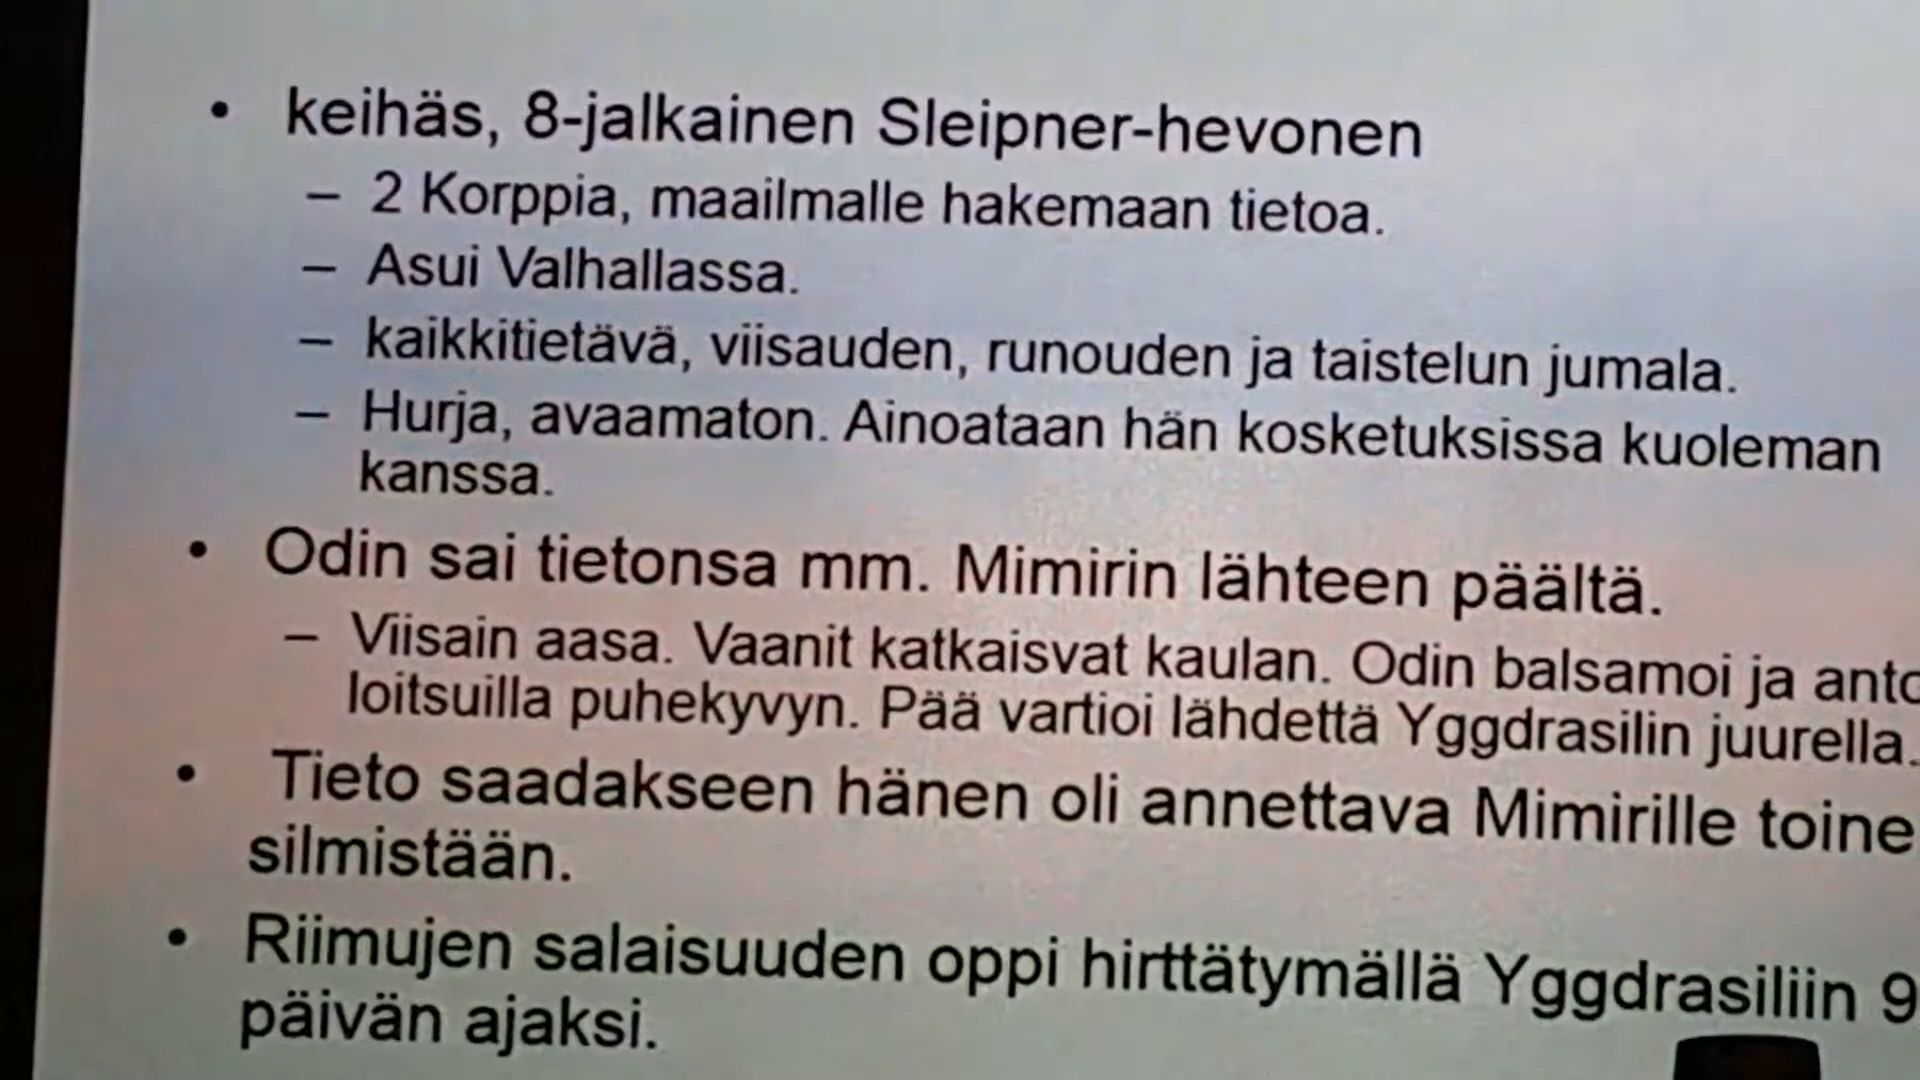 • keihäs, 8-jalkainen Sleipner-hevonen
– 2 Korppia, maailmalle hakemaan tietoa.
– Asui Valhallassa.
– kaikkitietävä, viisauden, runouden ja taistelun jumala.
– Hurja, avaamaton. Ainoataan hän kosketuksissa kuoleman
kanssa.
• Odin sai tietonsa mm. Mimirin lähteen päältä.
– Viisain aasa. Vaanit katkaisvat kaulan. Odin balsamoi ja anto
loitsuilla puhekyvyn. Pää vartioi lähdettä Yggdrasilin juurella.
• Tieto saadakseen hänen oli annettava Mimirille toine
silmistään.
• Riimujen salaisuuden oppi hirttätymällä Yggdrasiliin 9
päivän ajaksi.